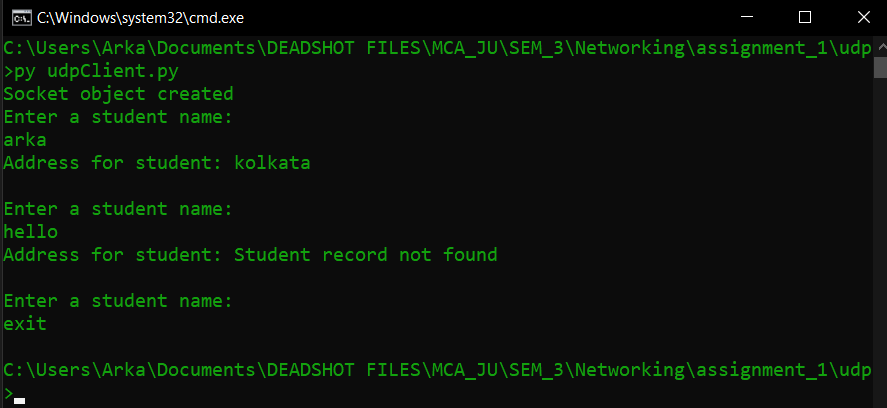 C:\Windows\system32\cmd.exe
C:\Users\Arka\Documents\DEADSHOT FILES\MCA_JU\SEM_3\Networking\assignment_1\udp
>py udpClient.py
Socket object created
Enter a student name:
arka
Address for student: kolkata
Enter a student name:
hello
Address for student: Student record not found
Enter a student name:
exit
C:\Users\Arka\Documents\DEADSHOT FILES\MCA_JU\SEM_3\Networking\assignment_1\udp
>